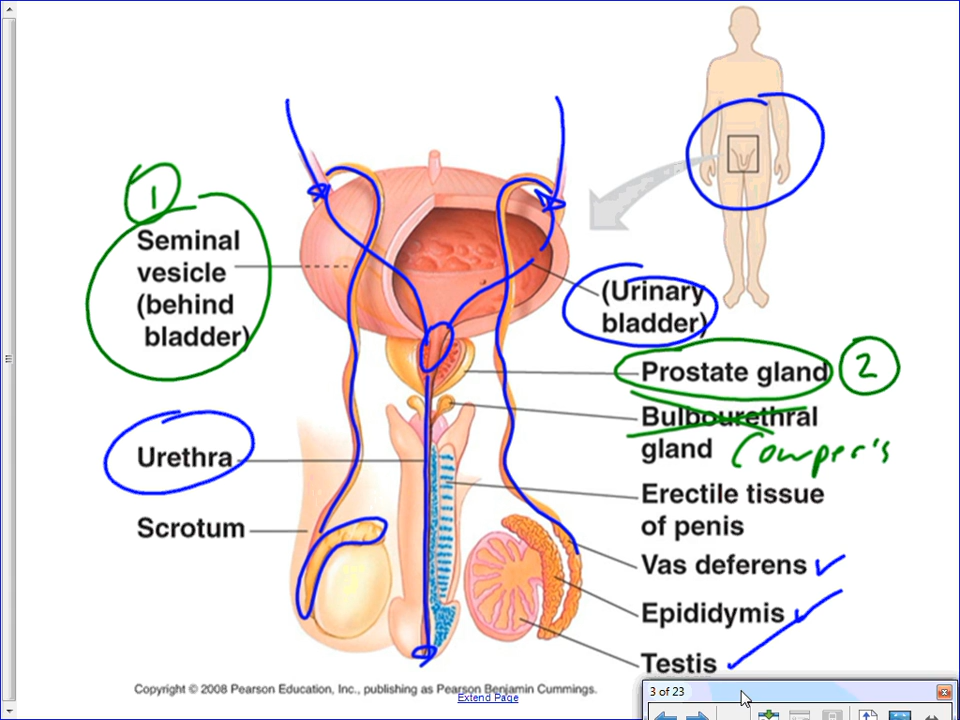 1
Seminal
vesicle
(behind
bladder)
(Urinary
bladder)
Prostate gland
2
Bulbourethral
gland
Cowper's
Urethra
Erectile tissue
of penis
Scrotum
Vas deferens
Epididymis
Testis
Copyright © 2008 Pearson Education, Inc., publishing as Pearson Benjamin Cummings.
Extend Page
3 of 23